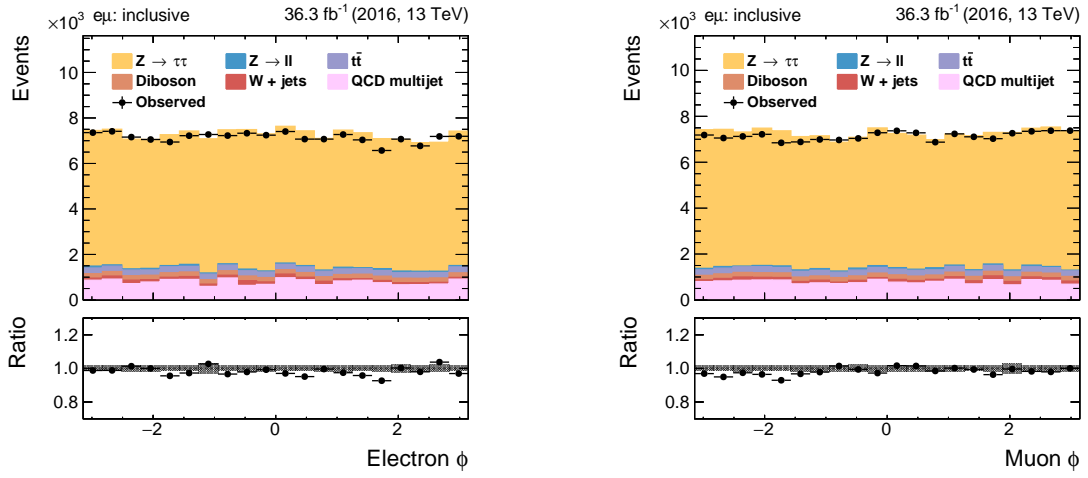 ×10³ eμ: inclusive 36.3 fb⁻¹ (2016, 13 TeV)
Events
10
8
6
4
2
0
Z → ττ Z → ll tt̄
Diboson W + jets QCD multijet
Observed
Ratio
1.2
1.0
0.8
−2 0 2
Electron ϕ
×10³ eμ: inclusive 36.3 fb⁻¹ (2016, 13 TeV)
Events
10
8
6
4
2
0
Z → ττ Z → ll tt̄
Diboson W + jets QCD multijet
Observed
Ratio
1.2
1.0
0.8
−2 0 2
Muon ϕ